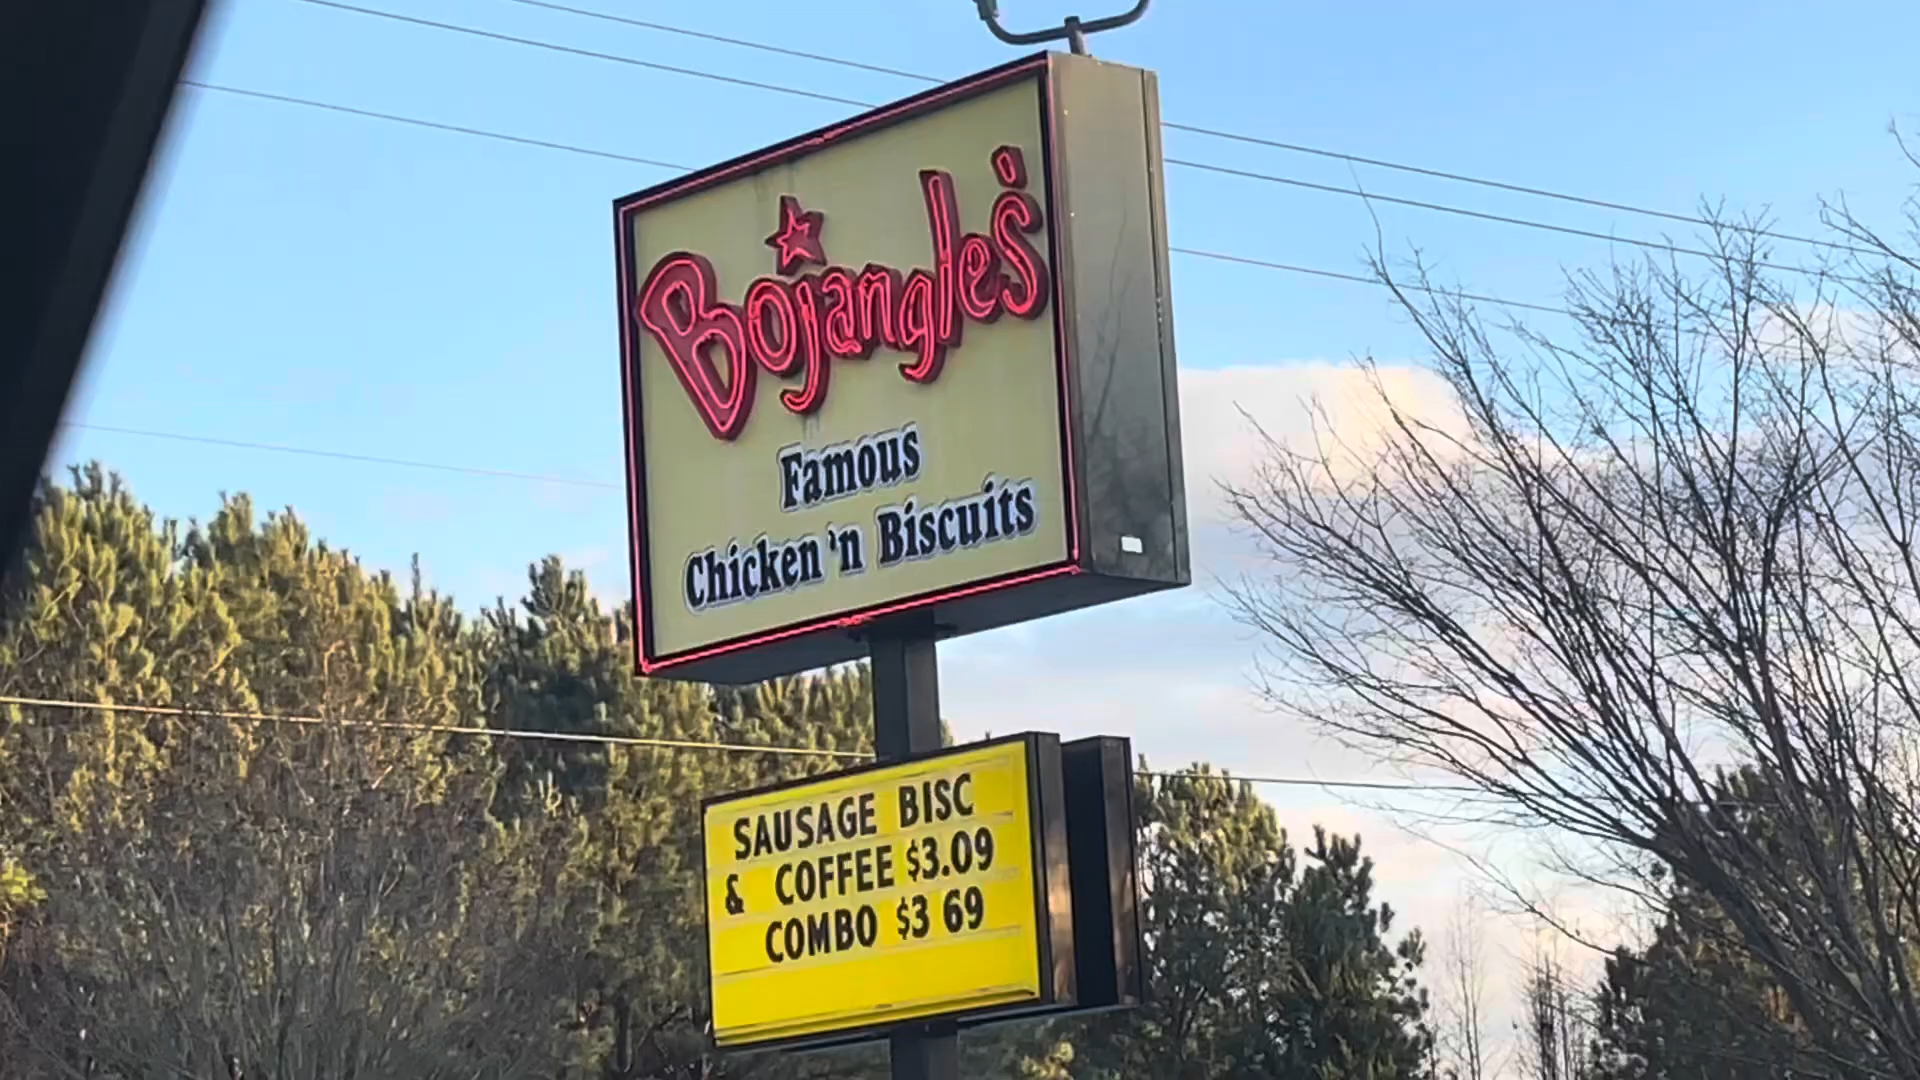 Bojangles'
Famous
Chicken 'n Biscuits
SAUSAGE BISC
& COFFEE $3.09
COMBO $3 69